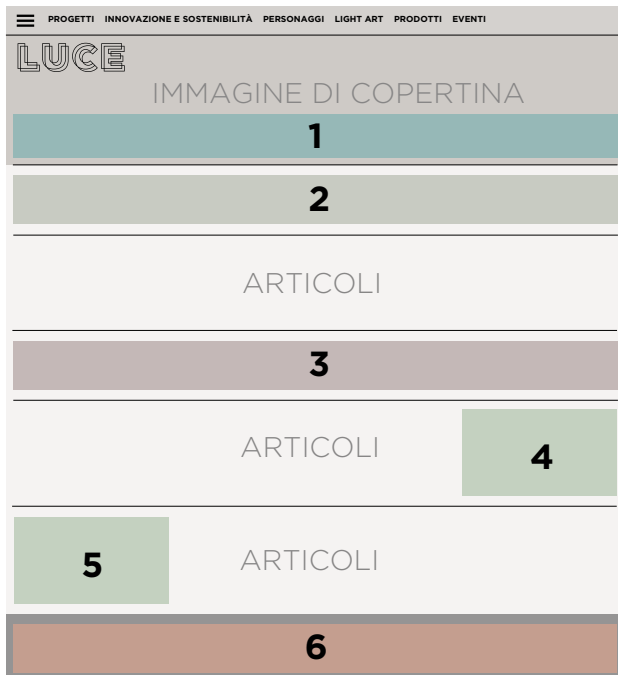 PROGETTI INNOVAZIONE E SOSTENIBILITÀ PERSONAGGI LIGHT ART PRODOTTI EVENTI
LUCE
IMMAGINE DI COPERTINA
1
2
ARTICOLI
3
ARTICOLI
4
5
ARTICOLI
6